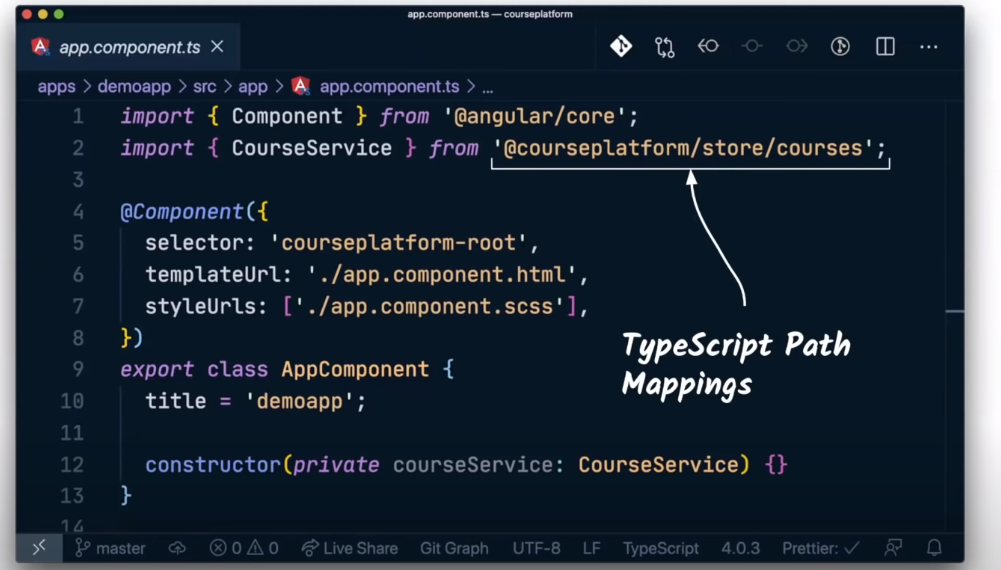 app.component.ts — courseplatform
app.component.ts
apps > demoapp > src > app > app.component.ts > ...
1 import { Component } from '@angular/core';
2 import { CourseService } from '@courseplatform/store/courses';
3
4 @Component({
5 selector: 'courseplatform-root',
6 templateUrl: './app.component.html',
7 styleUrls: ['./app.component.scss'],
8 })
9 export class AppComponent {
10 title = 'demoapp';
11
12 constructor(private courseService: CourseService) {}
13 }
14
TypeScript Path
Mappings
master 0 0 Live Share Git Graph UTF-8 LF TypeScript 4.0.3 Prettier: ✓